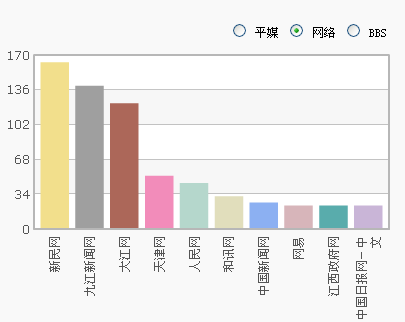 平媒 网络 BBS
170
136
102
68
34
0
新民网
九江新闻网
大江网
天津网
人民网
和讯网
中国新闻网
网易
江西政府网
中国日报网-中
文